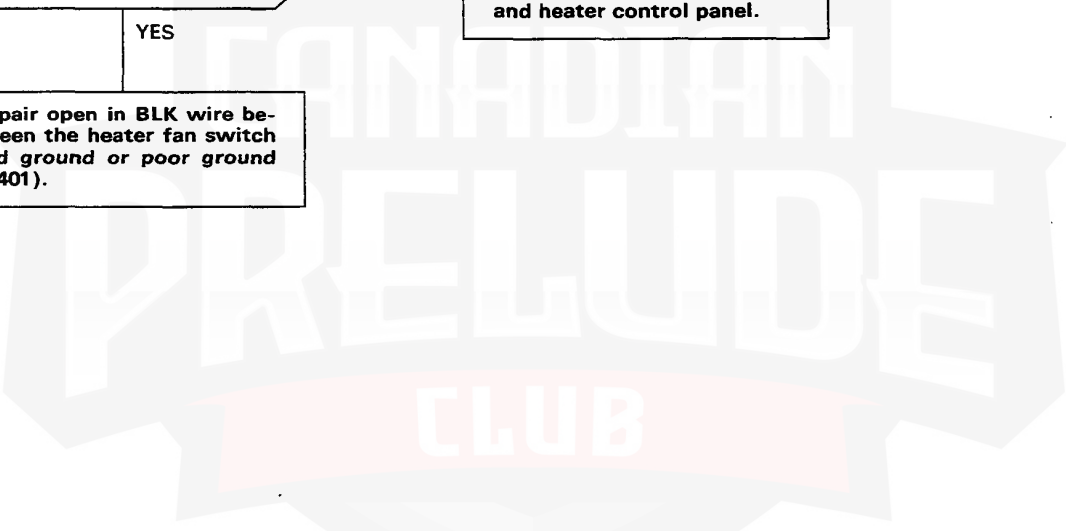 and heater control panel.
YES
pair open in BLK wire be-
een the heater fan switch
d ground or poor ground
401).
CANADIAN
PRELUDE
CLUB